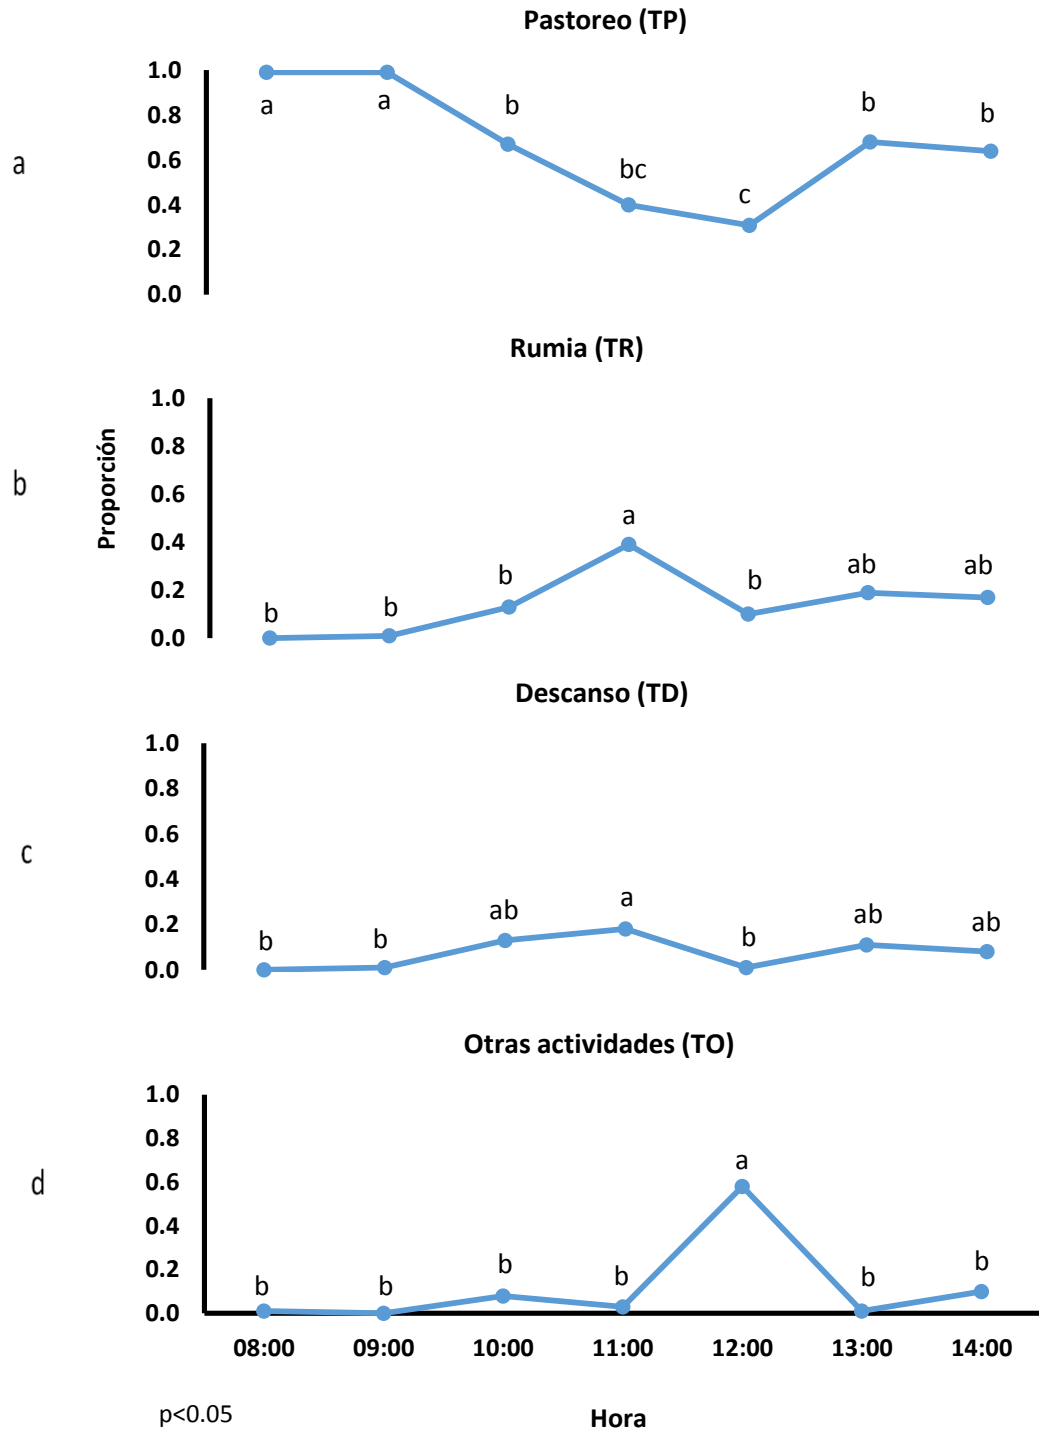 Pastoreo (TP)
1.0
0.8
0.6
0.4
0.2
0.0
a
a
a
b
bc
c
b
b
Rumia (TR)
Proporción
1.0
0.8
0.6
0.4
0.2
0.0
b
b
b
b
a
b
ab
ab
Descanso (TD)
1.0
0.8
0.6
0.4
0.2
0.0
c
b
b
ab
a
b
ab
ab
Otras actividades (TO)
1.0
0.8
0.6
0.4
0.2
0.0
d
b
b
b
b
a
b
b
08:00 09:00 10:00 11:00 12:00 13:00 14:00
p<0.05
Hora